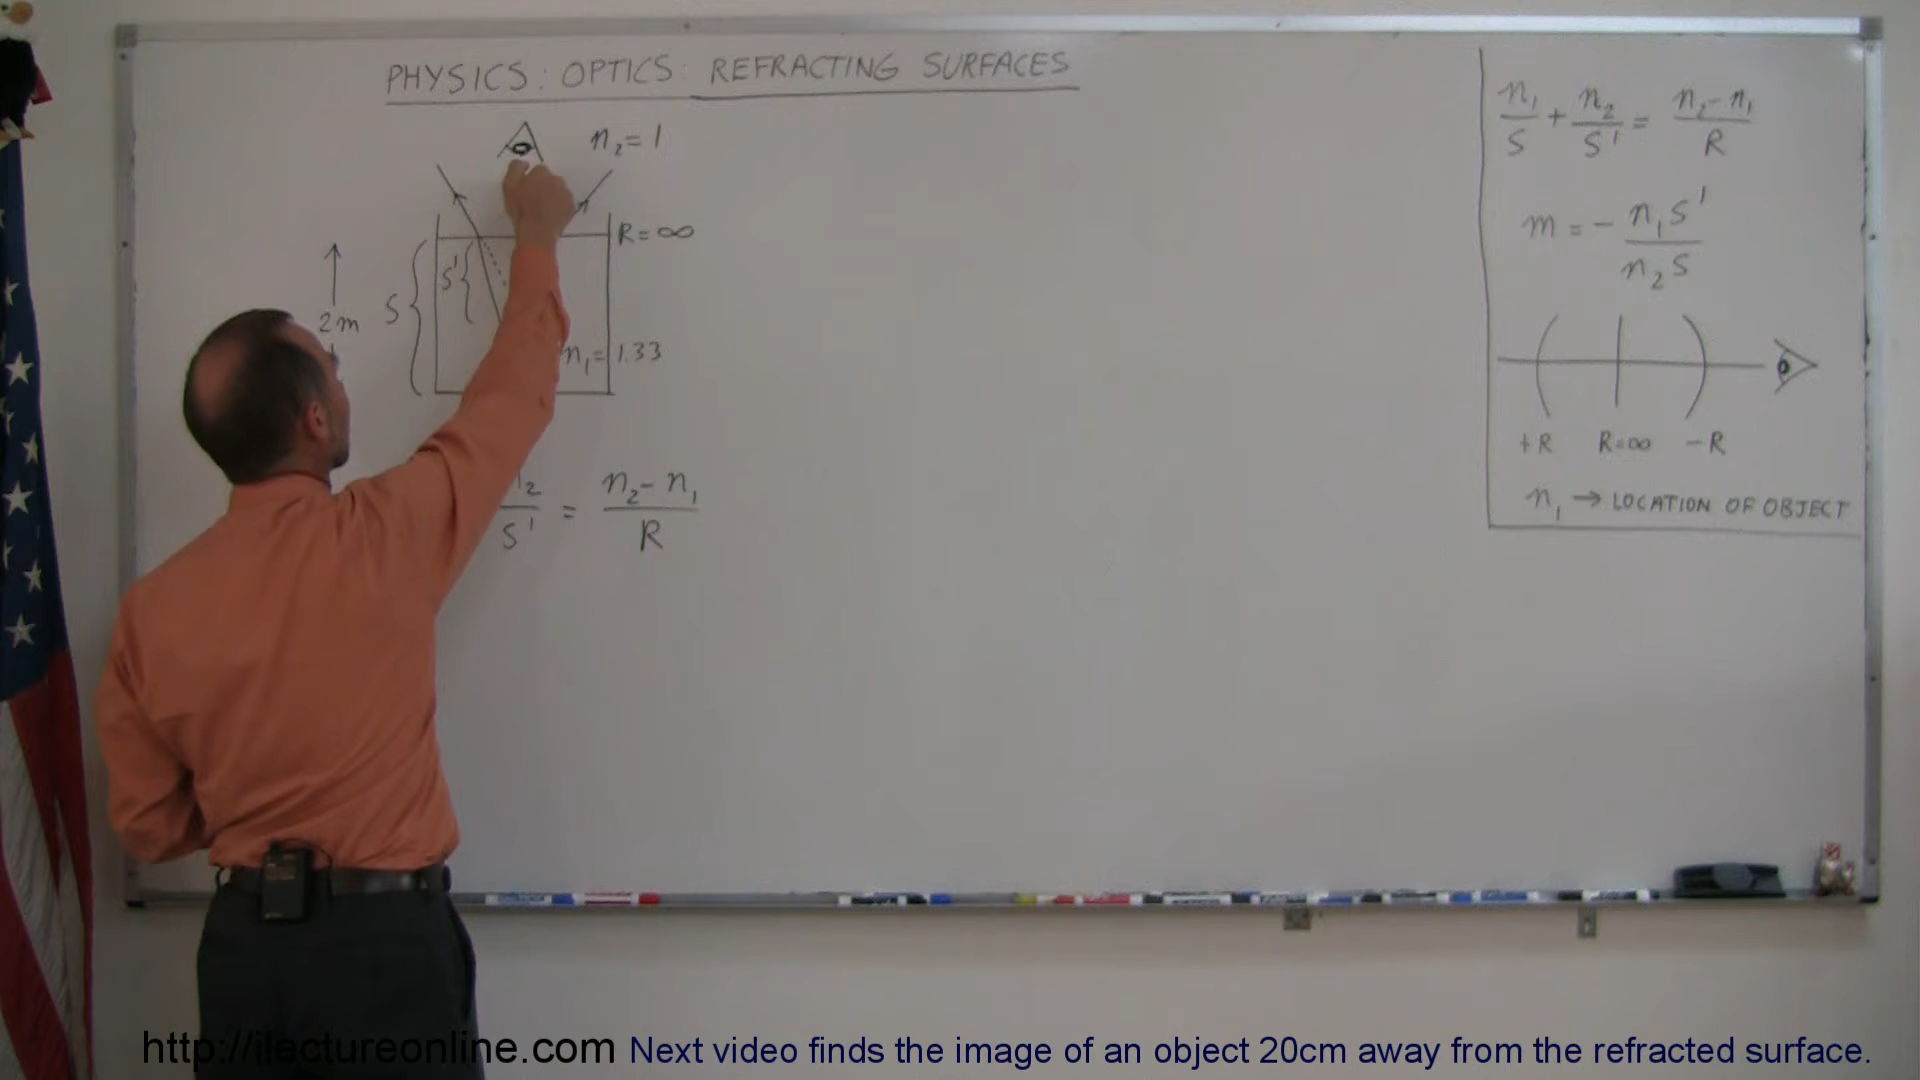 PHYSICS: OPTICS: REFRACTING SURFACES
n₂ = 1
R = ∞
S'
S
2m
n₁ = 1.33
₂/S' = (n₂ - n₁)/R
n₁/S + n₂/S' = (n₂ - n₁)/R
m = - n₁S'/n₂S
+R R=∞ -R
n₁ → LOCATION OF OBJECT
http://ilectureonline.com Next video finds the image of an object 20cm away from the refracted surface.